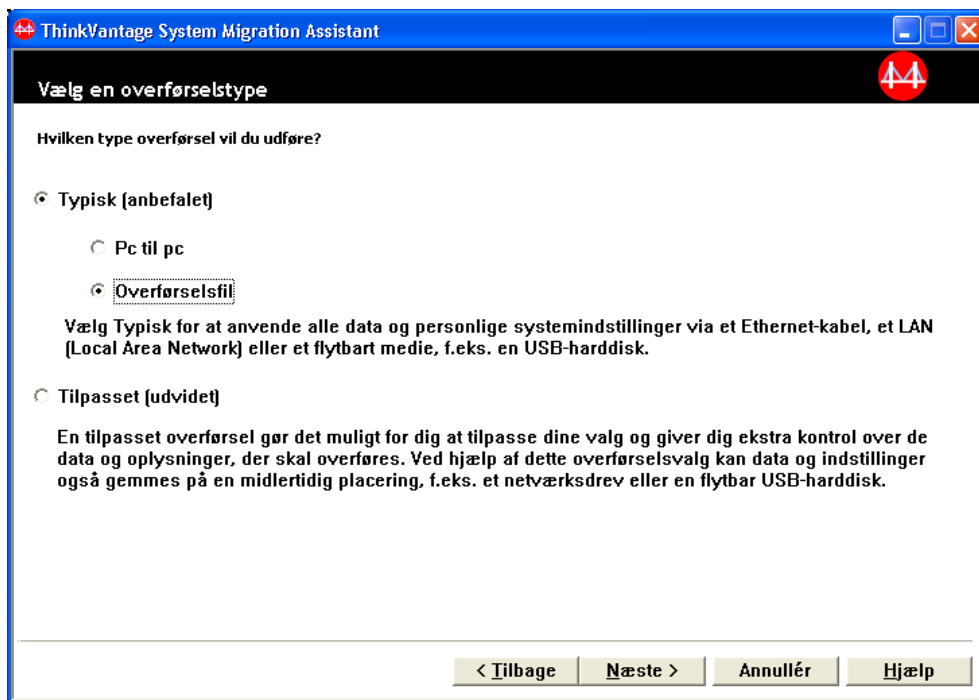 ThinkVantage System Migration Assistant
Vælg en overførselstype
Hvilken type overførsel vil du udføre?
Typisk (anbefalet)
Pc til pc
Overførselsfil
Vælg Typisk for at anvende alle data og personlige systemindstillinger via et Ethernet-kabel, et LAN
(Local Area Network) eller et flytbart medie, f.eks. en USB-harddisk.
Tilpasset (udvidet)
En tilpasset overførsel gør det muligt for dig at tilpasse dine valg og giver dig ekstra kontrol over de
data og oplysninger, der skal overføres. Ved hjælp af dette overførselsvalg kan data og indstillinger
også gemmes på en midlertidig placering, f.eks. et netværksdrev eller en flytbar USB-harddisk.
< Tilbage Næste > Annullér Hjælp